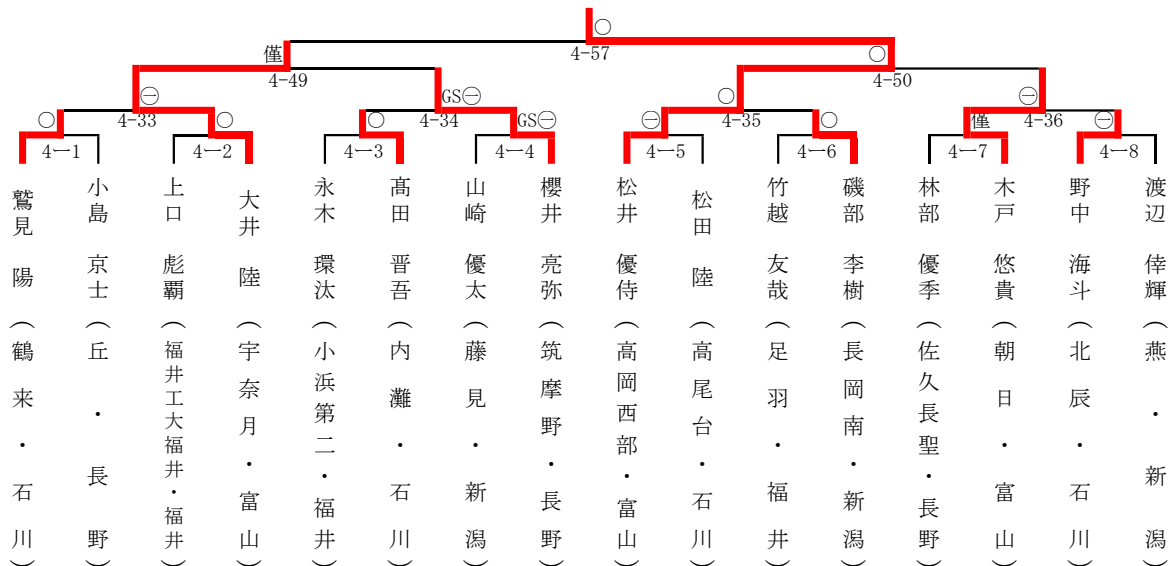 ○
4-57
僅
○
4-49
4-50
㊀
GS㊀
○
㊀
○
4-33
○
○
4-34
GS㊀
㊀
4-35
○
僅
4-36
㊀
4ー1
4ー2
4ー3
4ー4
4ー5
4ー6
4ー7
4ー8
鷲見 陽(鶴来・石川)
小島 京士(丘・長野)
上口 彪覇(福井工大福井・福井)
大井 陸(宇奈月・富山)
永木 環汰(小浜第二・福井)
髙田 晋吾(内灘・石川)
山崎 優太(藤見・新潟)
櫻井 亮弥(筑摩野・長野)
松井 優侍(高岡西部・富山)
松田 陸(高尾台・石川)
竹越 友哉(足羽・福井)
磯部 李樹(長岡南・新潟)
林部 優季(佐久長聖・長野)
木戸 悠貴(朝日・富山)
野中 海斗(北辰・石川)
渡辺 倖輝(燕・新潟)